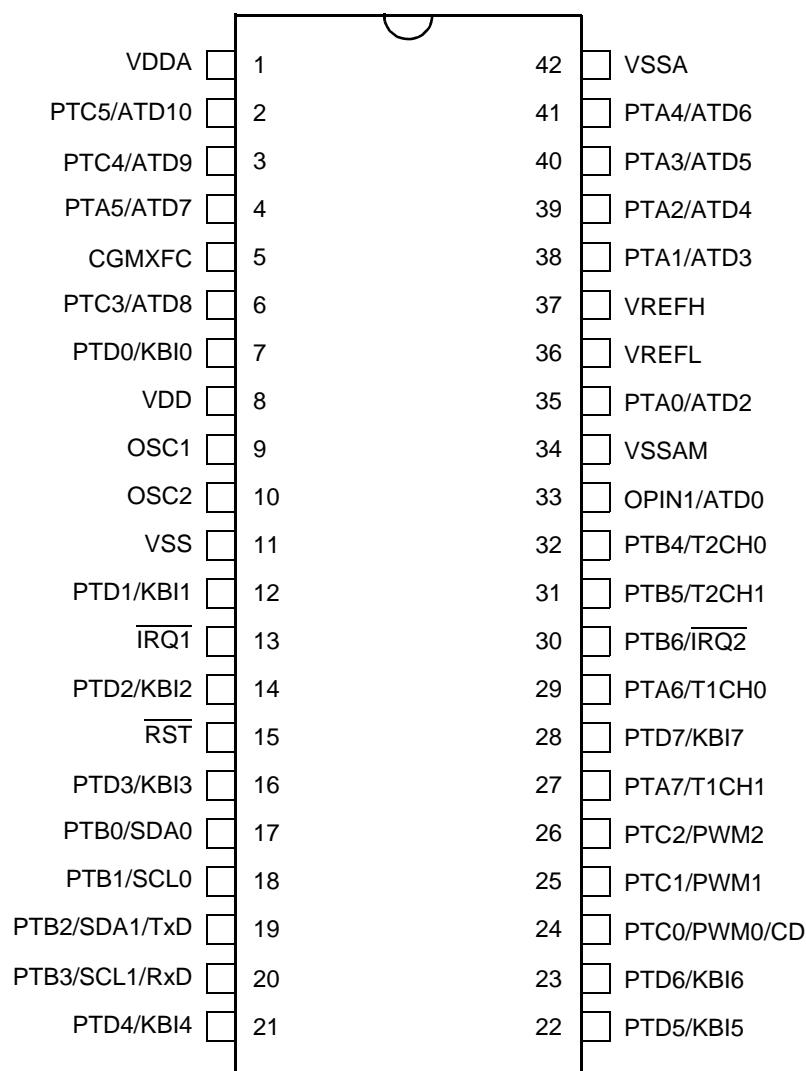 VDDA 1 42 VSSA
PTC5/ATD10 2 41 PTA4/ATD6
PTC4/ATD9 3 40 PTA3/ATD5
PTA5/ATD7 4 39 PTA2/ATD4
CGMXFC 5 38 PTA1/ATD3
PTC3/ATD8 6 37 VREFH
PTD0/KBI0 7 36 VREFL
VDD 8 35 PTA0/ATD2
OSC1 9 34 VSSAM
OSC2 10 33 OPIN1/ATD0
VSS 11 32 PTB4/T2CH0
PTD1/KBI1 12 31 PTB5/T2CH1
I̅R̅Q̅1̅ 13 30 PTB6/I̅R̅Q̅2̅
PTD2/KBI2 14 29 PTA6/T1CH0
R̅S̅T̅ 15 28 PTD7/KBI7
PTD3/KBI3 16 27 PTA7/T1CH1
PTB0/SDA0 17 26 PTC2/PWM2
PTB1/SCL0 18 25 PTC1/PWM1
PTB2/SDA1/TxD 19 24 PTC0/PWM0/CD
PTB3/SCL1/RxD 20 23 PTD6/KBI6
PTD4/KBI4 21 22 PTD5/KBI5